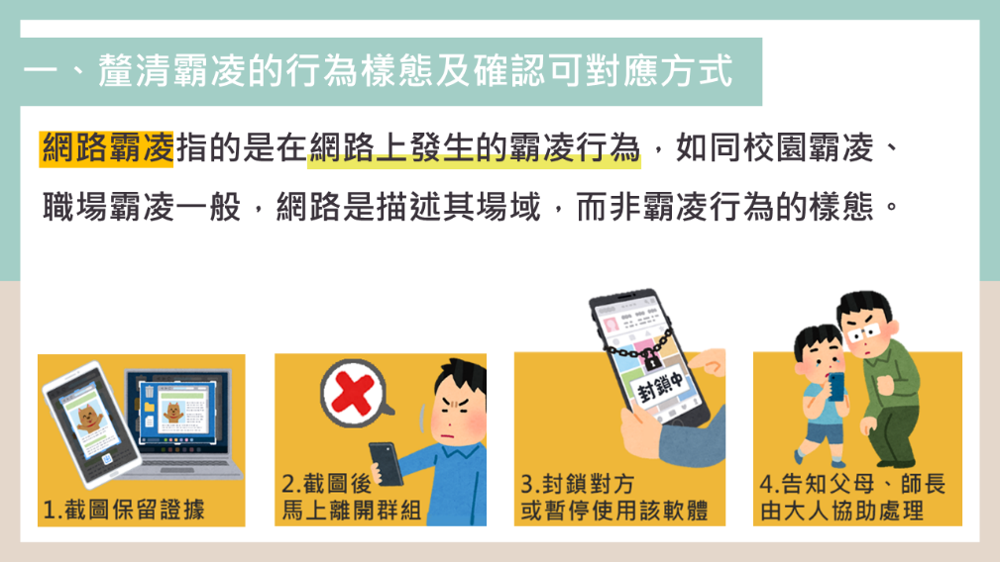 一、釐清霸凌的行為樣態及確認可對應方式
網路霸凌指的是在網路上發生的霸凌行為，如同校園霸凌、
職場霸凌一般，網路是描述其場域，而非霸凌行為的樣態。
1.截圖保留證據
2.截圖後
馬上離開群組
封鎖中
3.封鎖對方
或暫停使用該軟體
4.告知父母、師長
由大人協助處理